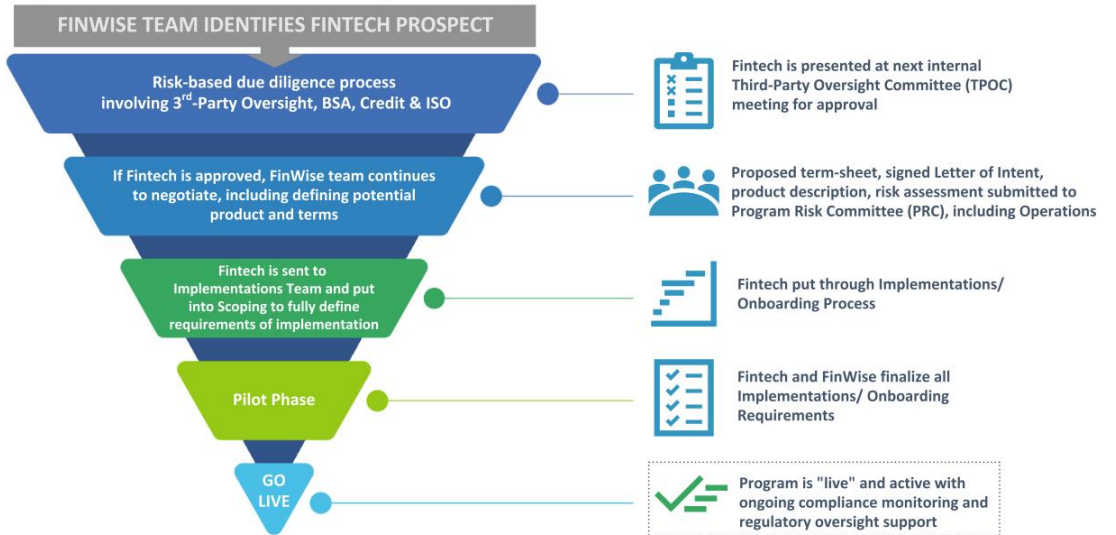 FINWISE TEAM IDENTIFIES FINTECH PROSPECT
Risk-based due diligence process
involving 3rd-Party Oversight, BSA, Credit & ISO
Fintech is presented at next internal
Third-Party Oversight Committee (TPOC)
meeting for approval
If Fintech is approved, FinWise team continues
to negotiate, including defining potential
product and terms
Proposed term-sheet, signed Letter of Intent,
product description, risk assessment submitted to
Program Risk Committee (PRC), including Operations
Fintech is sent to
Implementations Team and put
into Scoping to fully define
requirements of implementation
Fintech put through Implementations/
Onboarding Process
Pilot Phase
Fintech and FinWise finalize all
Implementations/ Onboarding
Requirements
GO
LIVE
Program is "live" and active with
ongoing compliance monitoring and
regulatory oversight support